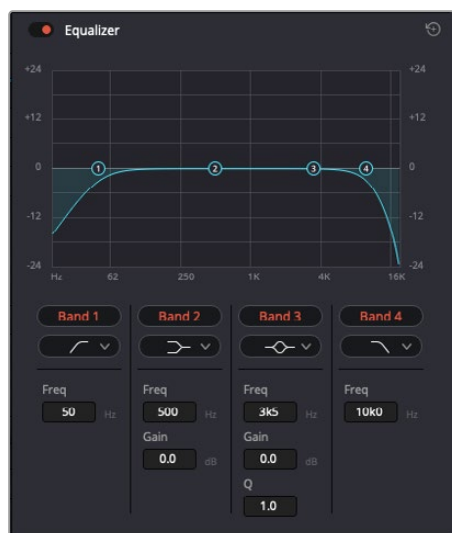 Equalizer
+24 +24
+12 +12
0 0
-12 -12
-24 -24
Hz 62 250 1K 4K 16K
1 2 3 4
Band 1 Band 2 Band 3 Band 4
Freq Freq Freq Freq
50 Hz 500 Hz 3k5 Hz 10k0 Hz
Gain Gain
0.0 dB 0.0 dB
Q
1.0